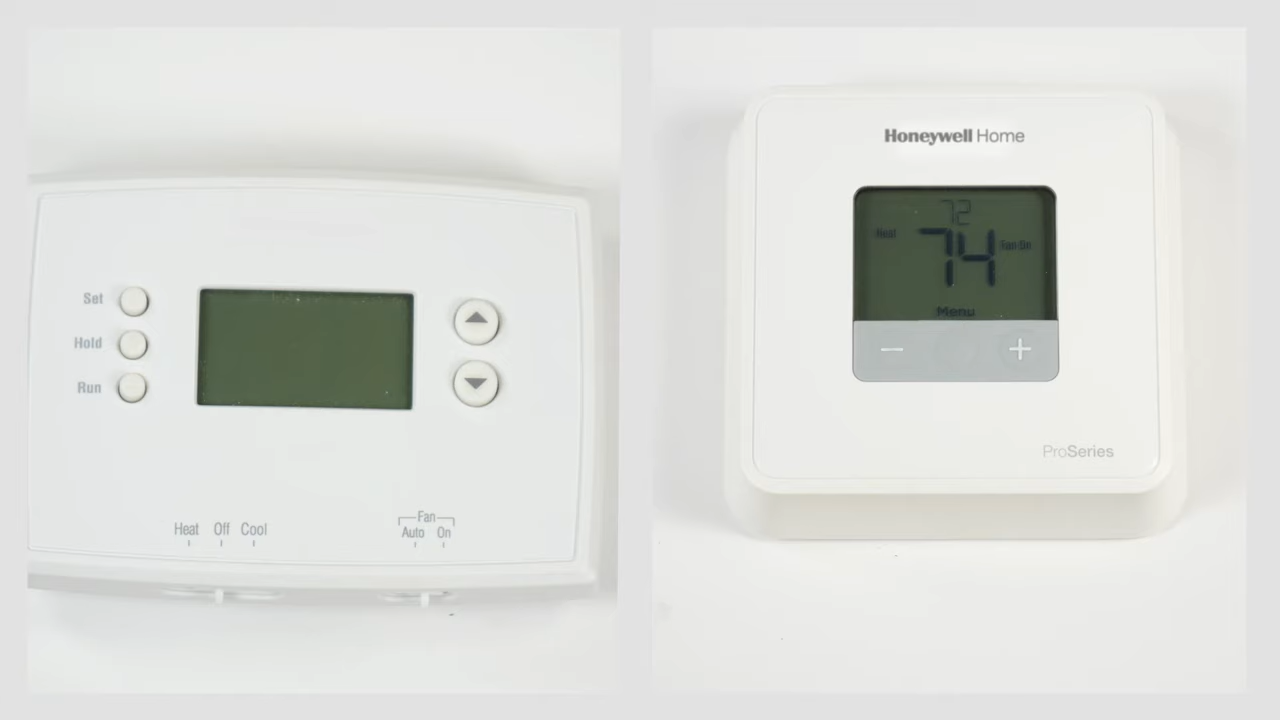 Set
Hold
Run
Heat Off Cool
Fan
Auto On
Honeywell Home
72
Heat 74 Fan On
Menu
− +
ProSeries